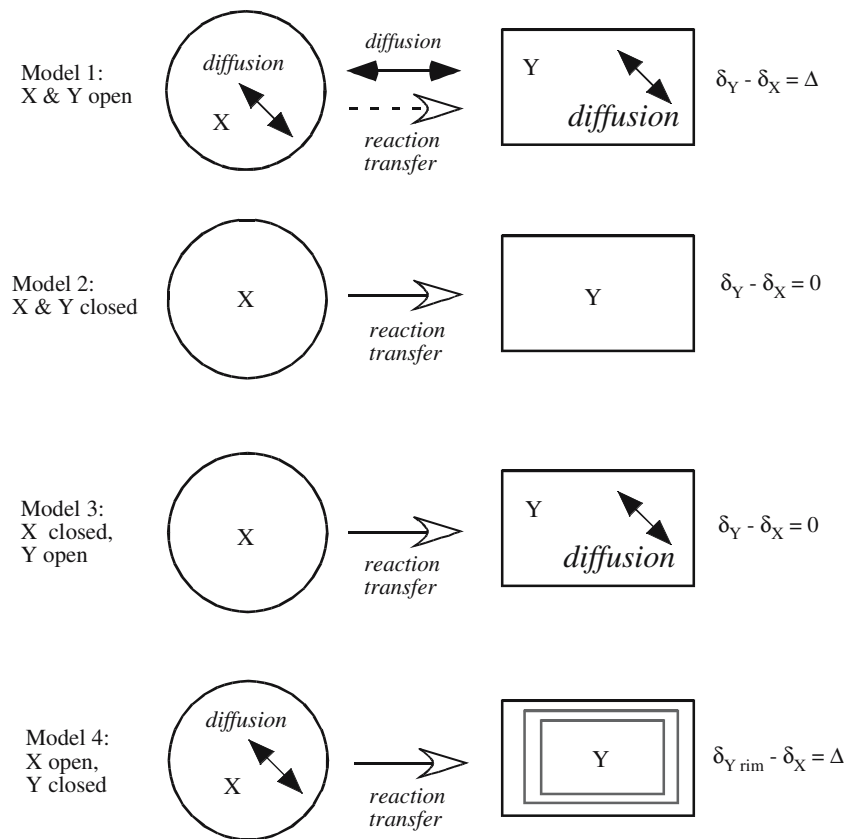 Model 1:
X & Y open
diffusion
X
diffusion
reaction
transfer
Y
diffusion
δY - δX = Δ
Model 2:
X & Y closed
X
reaction
transfer
Y
δY - δX = 0
Model 3:
X closed,
Y open
X
reaction
transfer
Y
diffusion
δY - δX = 0
Model 4:
X open,
Y closed
diffusion
X
reaction
transfer
Y
δY rim - δX = Δ